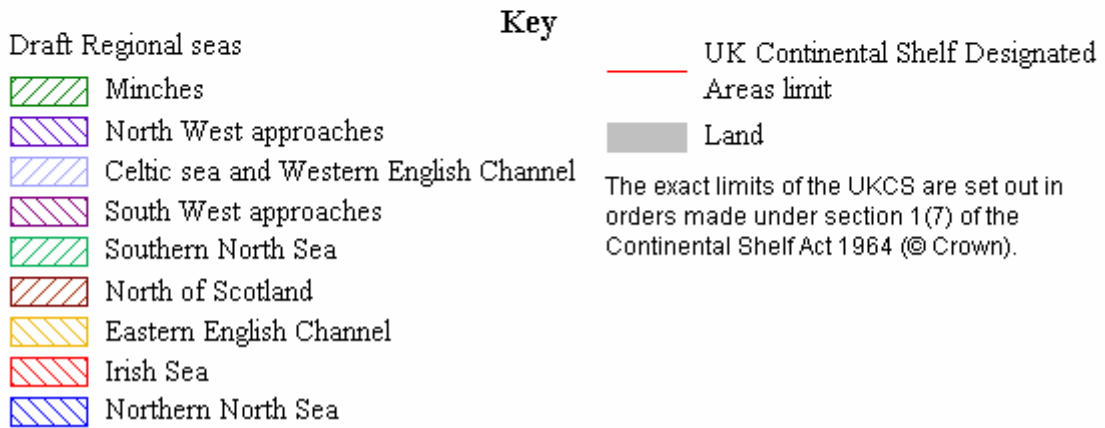 Key
Draft Regional seas
Minches
North West approaches
Celtic sea and Western English Channel
South West approaches
Southern North Sea
North of Scotland
Eastern English Channel
Irish Sea
Northern North Sea
UK Continental Shelf Designated
Areas limit
Land
The exact limits of the UKCS are set out in
orders made under section 1(7) of the
Continental Shelf Act 1964 (© Crown).